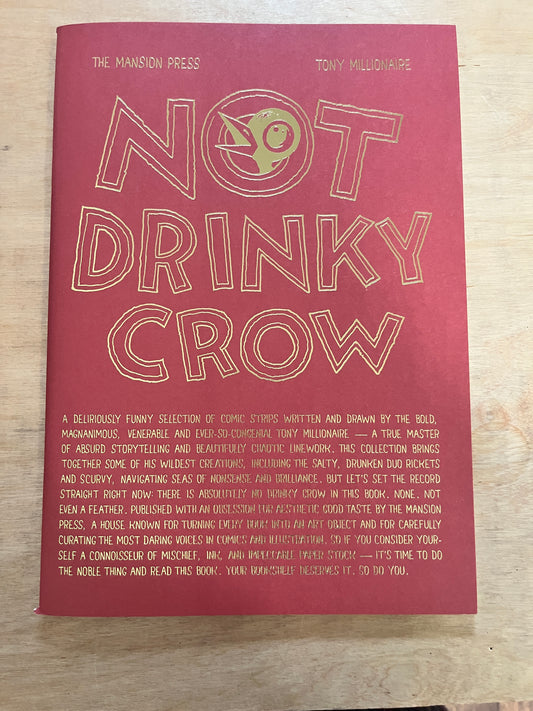 THE MANSION PRESS
TONY MILLIONAIRE
NOT
DRINKY
CROW
A DELIRIOUSLY FUNNY SELECTION OF COMIC STRIPS WRITTEN AND DRAWN BY THE BOLD,
MAGNANIMOUS, VENERABLE AND EVER-SO-CONGENIAL TONY MILLIONAIRE — A TRUE MASTER
OF ABSURD STORYTELLING AND BEAUTIFULLY CHAOTIC LINEWORK. THIS COLLECTION BRINGS
TOGETHER SOME OF HIS WILDEST CREATIONS, INCLUDING THE SALTY, DRUNKEN DUO RICKETS
AND SCURVY, NAVIGATING SEAS OF NONSENSE AND BRILLIANCE. BUT LET'S SET THE RECORD
STRAIGHT RIGHT NOW: THERE IS ABSOLUTELY NO DRINKY CROW IN THIS BOOK. NONE. NOT
EVEN A FEATHER. PUBLISHED WITH AN OBSESSION FOR AESTHETIC GOOD TASTE BY THE MANSION
PRESS, A HOUSE KNOWN FOR TURNING EVERY BOOK INTO AN ART OBJECT AND FOR CAREFULLY
CURATING THE MOST DARING VOICES IN COMICS AND ILLUSTRATION. SO IF YOU CONSIDER YOUR-
SELF A CONNOISSEUR OF MISCHIEF, INK, AND IMPECCABLE PAPER STOCK — IT'S TIME TO DO
THE NOBLE THING AND READ THIS BOOK. YOUR BOOKSHELF DESERVES IT. SO DO YOU.